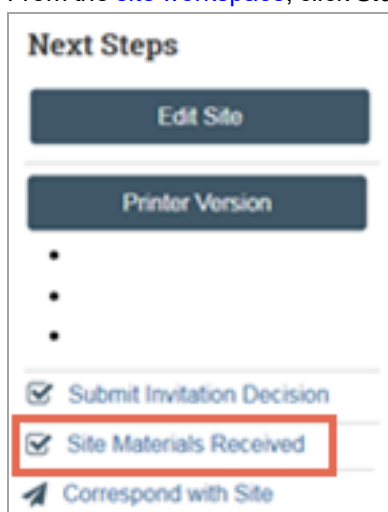 Next Steps
Edit Site
Printer Version
Submit Invitation Decision
Site Materials Received
Correspond with Site